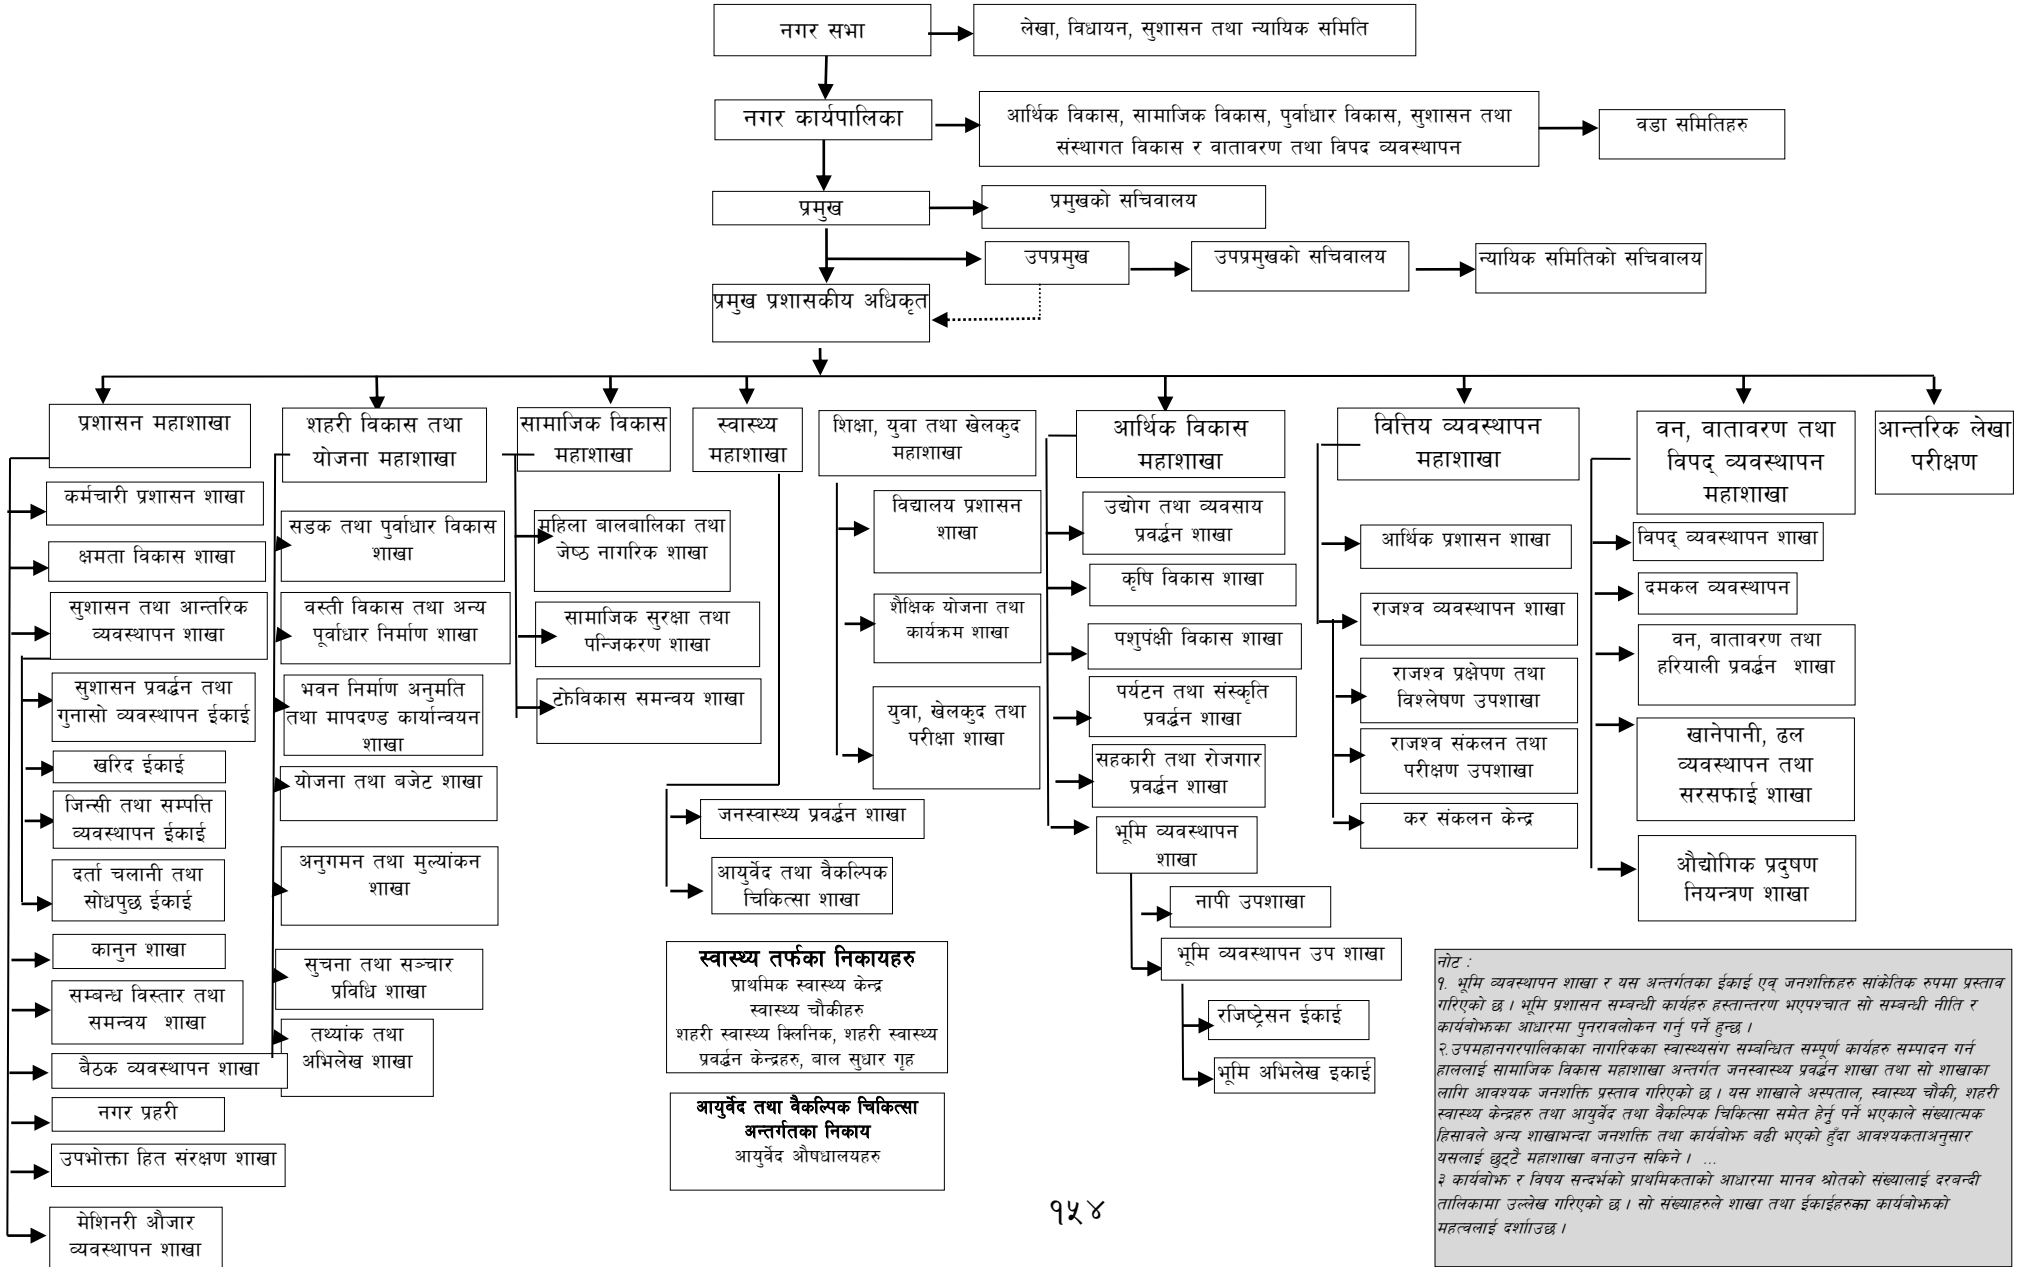 नगर सभा
लेखा, विधायन, सुशासन तथा न्यायिक समिति
नगर कार्यपालिका
आर्थिक विकास, सामाजिक विकास, पुर्वाधार विकास, सुशासन तथा
संस्थागत विकास र वातावरण तथा विपद व्यवस्थापन
वडा समितिहरु
प्रमुख
प्रमुखको सचिवालय
उपप्रमुख
उपप्रमुखको सचिवालय
न्यायिक समितिको सचिवालय
प्रमुख प्रशासकीय अधिकृत
प्रशासन महाशाखा
कर्मचारी प्रशासन शाखा
क्षमता विकास शाखा
सुशासन तथा आन्तरिक
व्यवस्थापन शाखा
सुशासन प्रवर्द्धन तथा
गुनासो व्यवस्थापन ईकाई
खरिद ईकाई
जिन्सी तथा सम्पत्ति
व्यवस्थापन ईकाई
दर्ता चलानी तथा
सोधपुछ ईकाई
कानुन शाखा
सम्बन्ध विस्तार तथा
समन्वय शाखा
बैठक व्यवस्थापन शाखा
नगर प्रहरी
उपभोक्ता हित संरक्षण शाखा
मेशिनरी औजार
व्यवस्थापन शाखा
शहरी विकास तथा
योजना महाशाखा
सडक तथा पुर्वाधार विकास
शाखा
वस्ती विकास तथा अन्य
पूर्वाधार निर्माण शाखा
भवन निर्माण अनुमति
तथा मापदण्ड कार्यान्वयन
शाखा
योजना तथा बजेट शाखा
अनुगमन तथा मुल्यांकन
शाखा
सुचना तथा सञ्चार
प्रविधि शाखा
तथ्यांक तथा
अभिलेख शाखा
सामाजिक विकास
महाशाखा
महिला बालबालिका तथा
जेष्ठ नागरिक शाखा
सामाजिक सुरक्षा तथा
पन्जिकरण शाखा
टोलविकास समन्वय शाखा
स्वास्थ्य
महाशाखा
जनस्वास्थ्य प्रवर्द्धन शाखा
आयुर्वेद तथा वैकल्पिक
चिकित्सा शाखा
स्वास्थ्य तर्फका निकायहरु
प्राथमिक स्वास्थ्य केन्द्र
स्वास्थ्य चौकीहरु
शहरी स्वास्थ्य क्लिनिक, शहरी स्वास्थ्य
प्रवर्द्धन केन्द्रहरु, बाल सुधार गृह
आयुर्वेद तथा वैकल्पिक चिकित्सा
अन्तर्गतका निकाय
आयुर्वेद औषधालयहरु
शिक्षा, युवा तथा खेलकुद
महाशाखा
विद्यालय प्रशासन
शाखा
शैक्षिक योजना तथा
कार्यक्रम शाखा
युवा, खेलकुद तथा
परीक्षा शाखा
आर्थिक विकास
महाशाखा
उद्योग तथा व्यवसाय
प्रवर्द्धन शाखा
कृषि विकास शाखा
पशुपंक्षी विकास शाखा
पर्यटन तथा संस्कृति
प्रवर्द्धन शाखा
सहकारी तथा रोजगार
प्रवर्द्धन शाखा
भूमि व्यवस्थापन
शाखा
नापी उपशाखा
भूमि व्यवस्थापन उप शाखा
रजिष्ट्रेसन ईकाई
भूमि अभिलेख इकाई
वित्तिय व्यवस्थापन
महाशाखा
आर्थिक प्रशासन शाखा
राजश्व व्यवस्थापन शाखा
राजश्व प्रक्षेपण तथा
विश्लेषण उपशाखा
राजश्व संकलन तथा
परीक्षण उपशाखा
कर संकलन केन्द्र
वन, वातावरण तथा
विपद् व्यवस्थापन
महाशाखा
विपद् व्यवस्थापन शाखा
दमकल व्यवस्थापन
वन, वातावरण तथा
हरियाली प्रवर्द्धन शाखा
खानेपानी, ढल
व्यवस्थापन तथा
सरसफाई शाखा
औद्योगिक प्रदुषण
नियन्त्रण शाखा
आन्तरिक लेखा
परीक्षण
नोट :
१. भूमि व्यवस्थापन शाखा र यस अन्तर्गतका ईकाई एव् जनशक्तिहरु सांकेतिक रुपमा प्रस्ताव
गरिएको छ । भूमि प्रशासन सम्बन्धी कार्यहरु हस्तान्तरण भएपश्चात सो सम्बन्धी नीति र
कार्यबोझका आधारमा पुनरावलोकन गर्नु पर्ने हुन्छ ।
२.उपमहानगरपालिकाका नागरिकका स्वास्थ्यसंग सम्बन्धित सम्पूर्ण कार्यहरु सम्पादन गर्न
हाललाई सामाजिक विकास महाशाखा अन्तर्गत जनस्वास्थ्य प्रवर्द्धन शाखा तथा सो शाखाका
लागि आवश्यक जनशक्ति प्रस्ताव गरिएको छ । यस शाखाले अस्पताल, स्वास्थ्य चौकी, शहरी
स्वास्थ्य केन्द्रहरु तथा आयुर्वेद तथा वैकल्पिक चिकित्सा समेत हेर्नु पर्ने भएकाले संख्यात्मक
हिसावले अन्य शाखाभन्दा जनशक्ति तथा कार्यबोझ बढी भएको हुँदा आवश्यकताअनुसार
यसलाई छुट्टै महाशाखा बनाउन सकिने । ...
३ कार्यबोझ र विषय सन्दर्भको प्राथमिकताको आधारमा मानव श्रोतको संख्यालाई दरबन्दी
तालिकामा उल्लेख गरिएको छ । सो संख्याहरुले शाखा तथा ईकाईहरुका कार्यबोझको
महत्वलाई दर्शााउछ ।
१५४